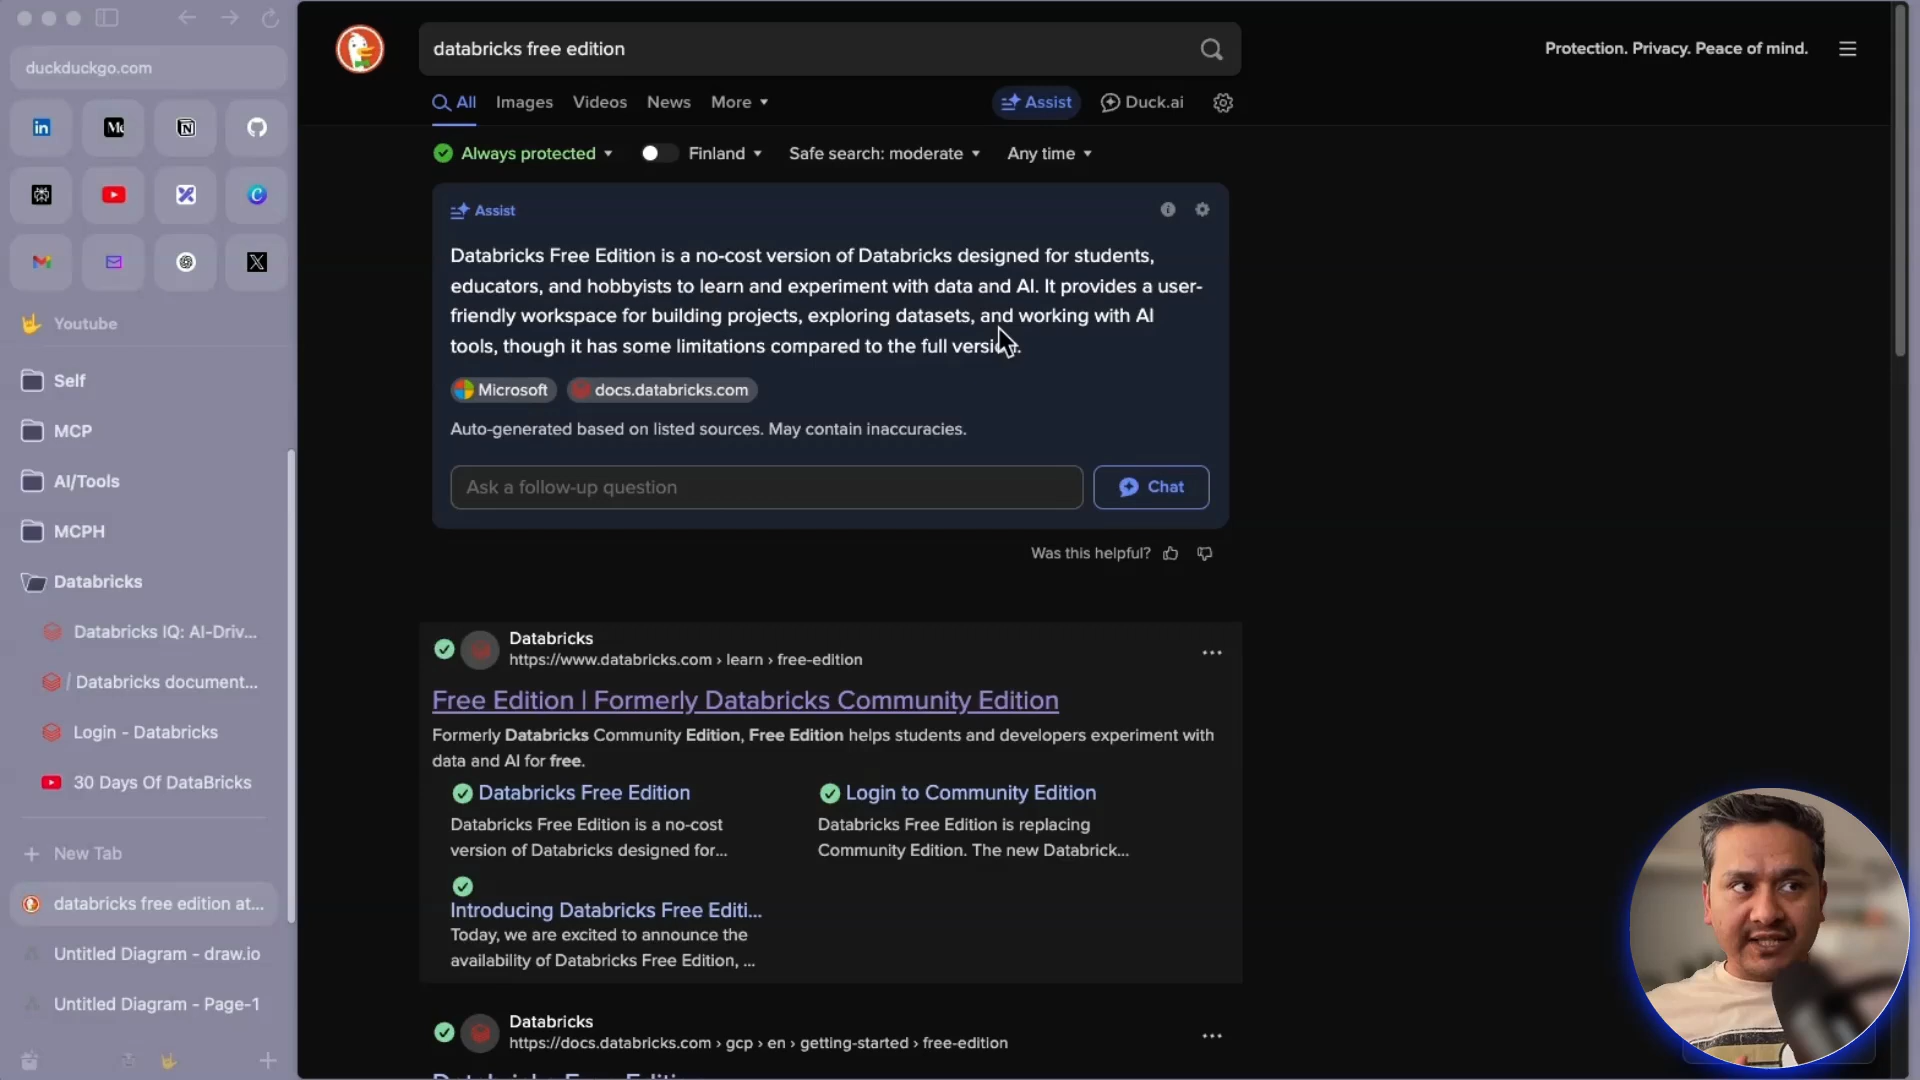 duckduckgo.com
Youtube
Self
MCP
AI/Tools
MCPH
Databricks
Databricks IQ: AI-Driv...
/ Databricks document...
Login - Databricks
30 Days Of DataBricks
New Tab
databricks free edition at...
Untitled Diagram - draw.io
Untitled Diagram - Page-1
databricks free edition
Protection. Privacy. Peace of mind.
All Images Videos News More Assist Duck.ai
Always protected Finland Safe search: moderate Any time
Assist
Databricks Free Edition is a no-cost version of Databricks designed for students,
educators, and hobbyists to learn and experiment with data and AI. It provides a user-
friendly workspace for building projects, exploring datasets, and working with AI
tools, though it has some limitations compared to the full version.
Microsoft docs.databricks.com
Auto-generated based on listed sources. May contain inaccuracies.
Ask a follow-up question
Chat
Was this helpful?
Databricks
https://www.databricks.com › learn › free-edition
Free Edition | Formerly Databricks Community Edition
Formerly Databricks Community Edition, Free Edition helps students and developers experiment with
data and AI for free.
Databricks Free Edition
Databricks Free Edition is a no-cost
version of Databricks designed for...
Login to Community Edition
Databricks Free Edition is replacing
Community Edition. The new Databrick...
Introducing Databricks Free Editi...
Today, we are excited to announce the
availability of Databricks Free Edition, ...
Databricks
https://docs.databricks.com › gcp › en › getting-started › free-edition